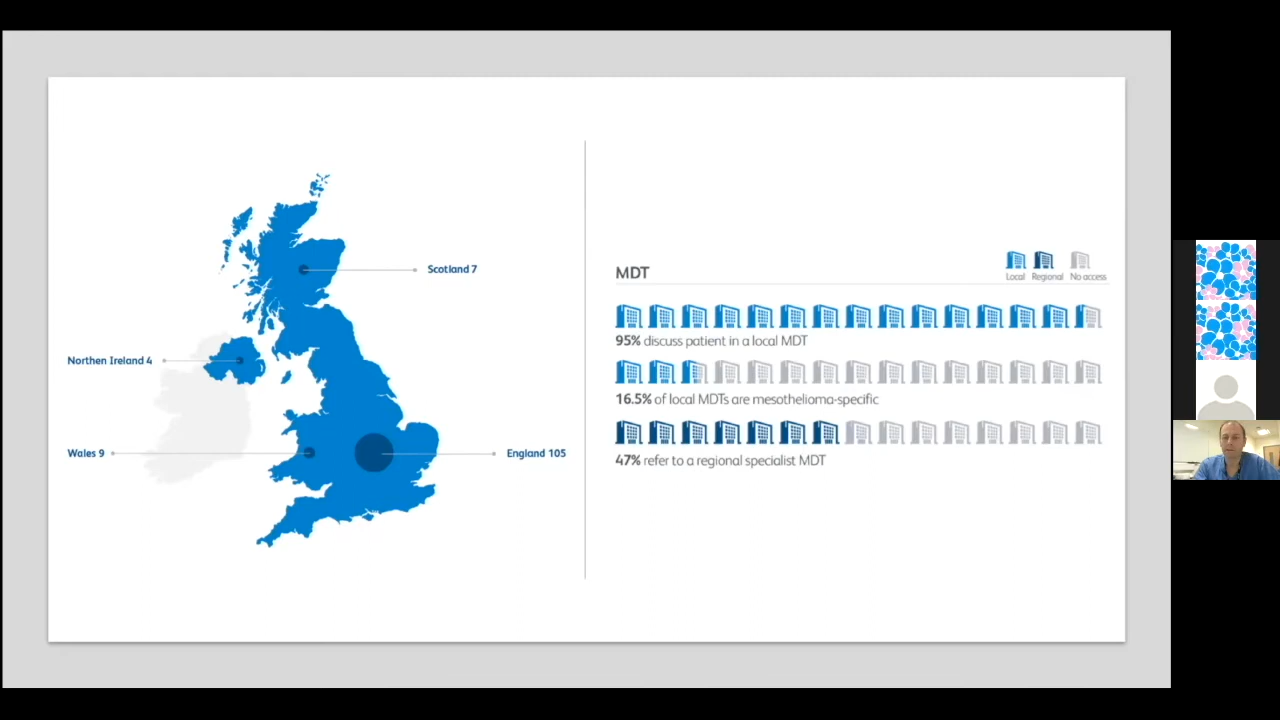 Scotland 7
Northen Ireland 4
Wales 9
England 105
MDT
Local Regional No access
95% discuss patient in a local MDT
16.5% of local MDTs are mesothelioma-specific
47% refer to a regional specialist MDT